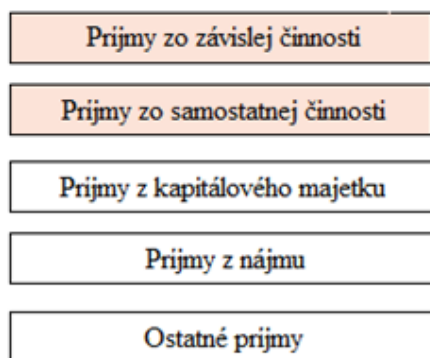 Príjmy zo závislej činnosti
Príjmy zo samostatnej činnosti
Príjmy z kapitálového majetku
Príjmy z nájmu
Ostatné príjmy